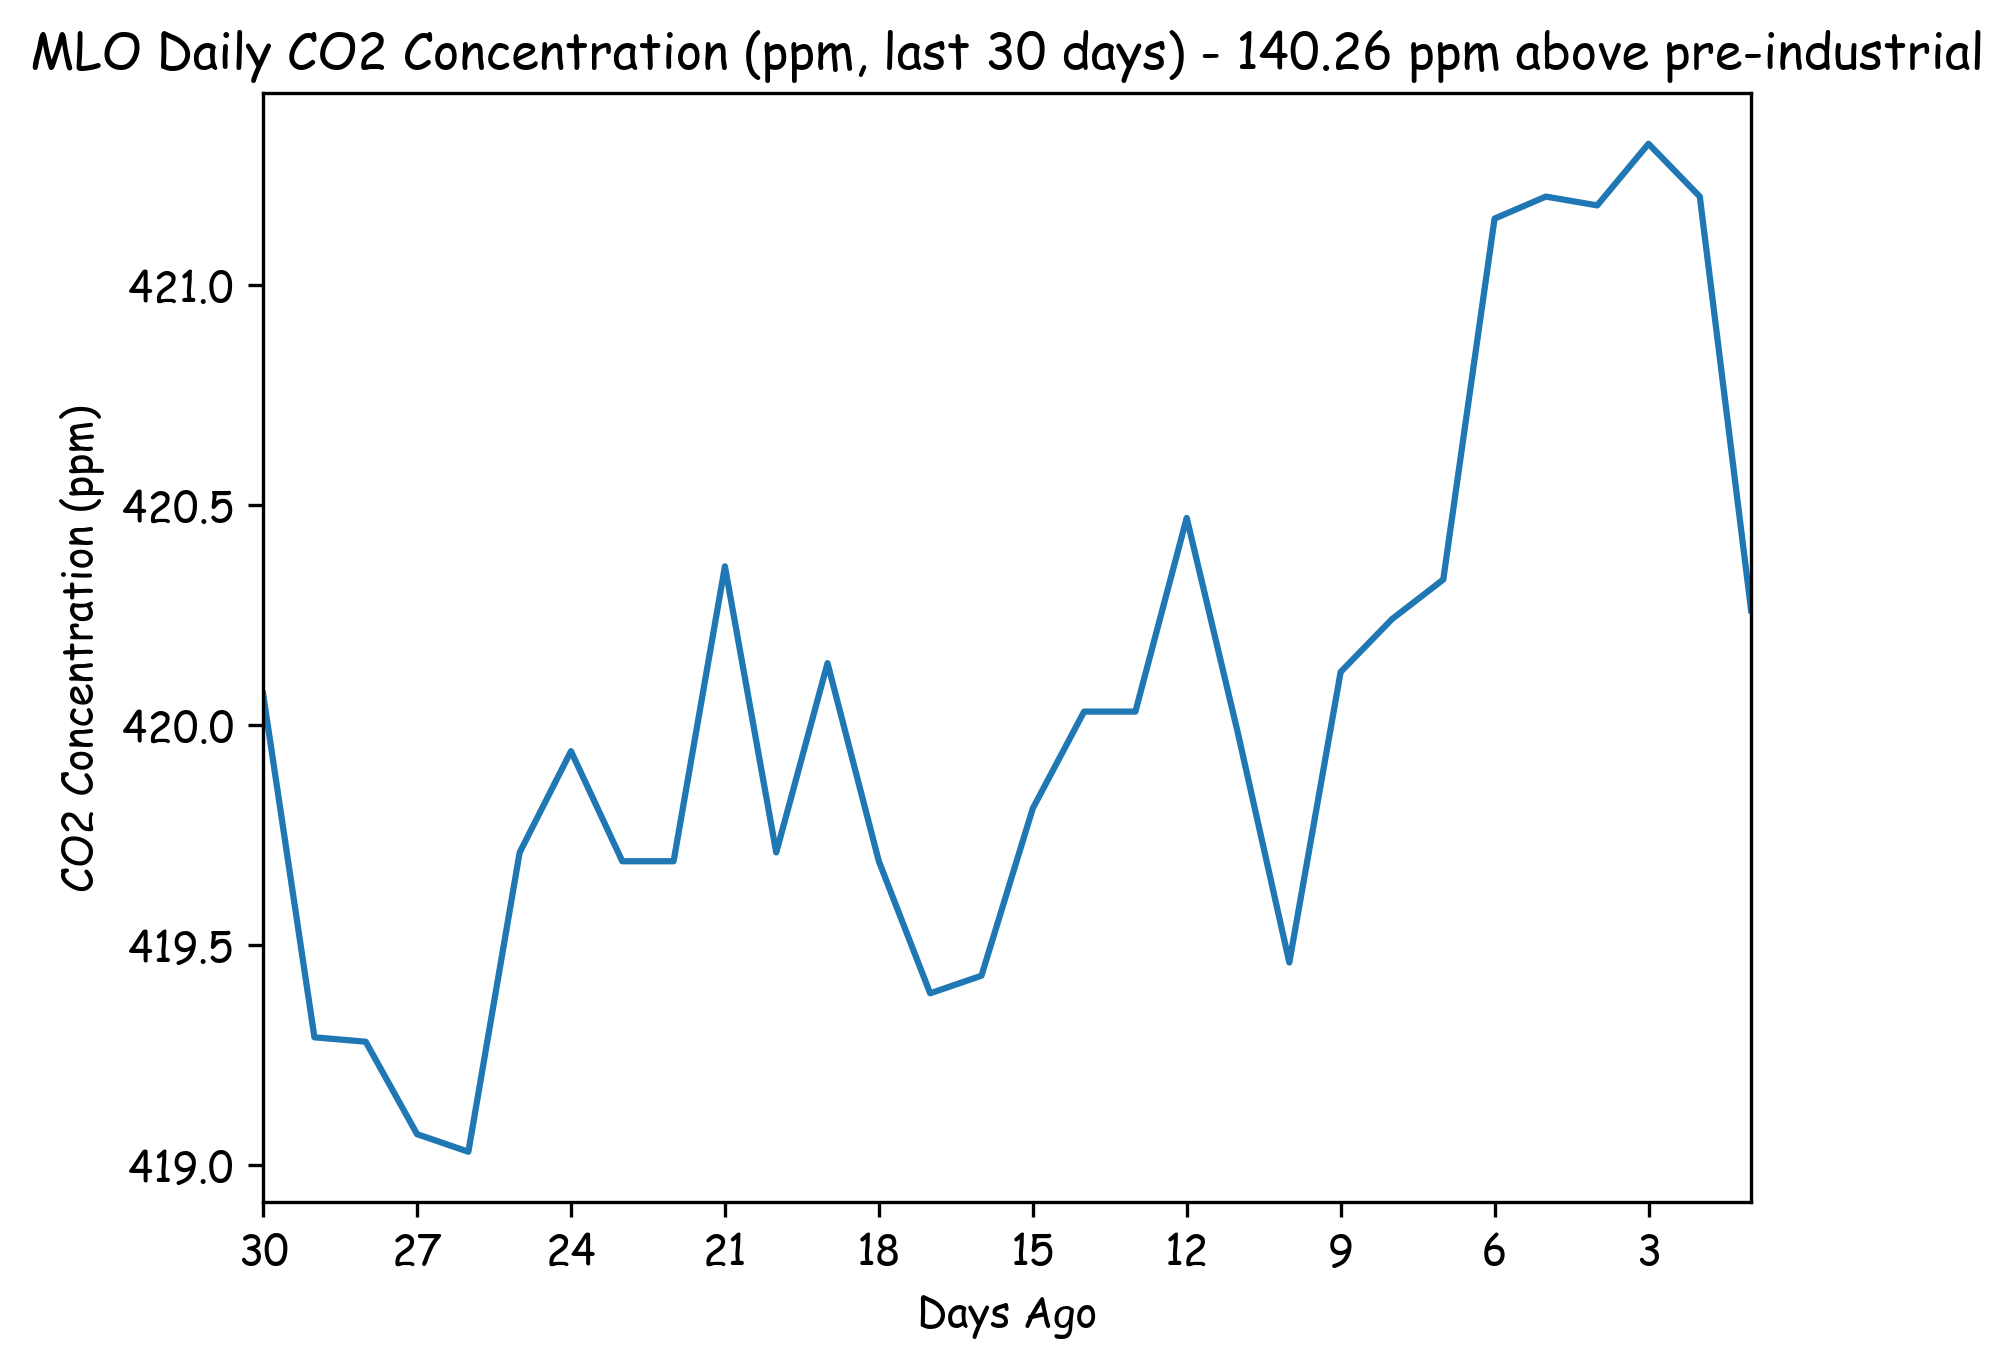 MLO Daily CO2 Concentration (ppm, last 30 days) - 140.26 ppm above pre-industrial
CO2 Concentration (ppm)
421.0
420.5
420.0
419.5
419.0
30 27 24 21 18 15 12 9 6 3
Days Ago